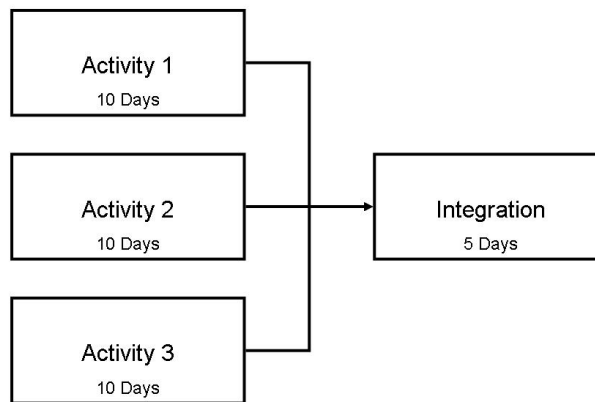 Activity 1
10 Days
Activity 2
10 Days
Integration
5 Days
Activity 3
10 Days